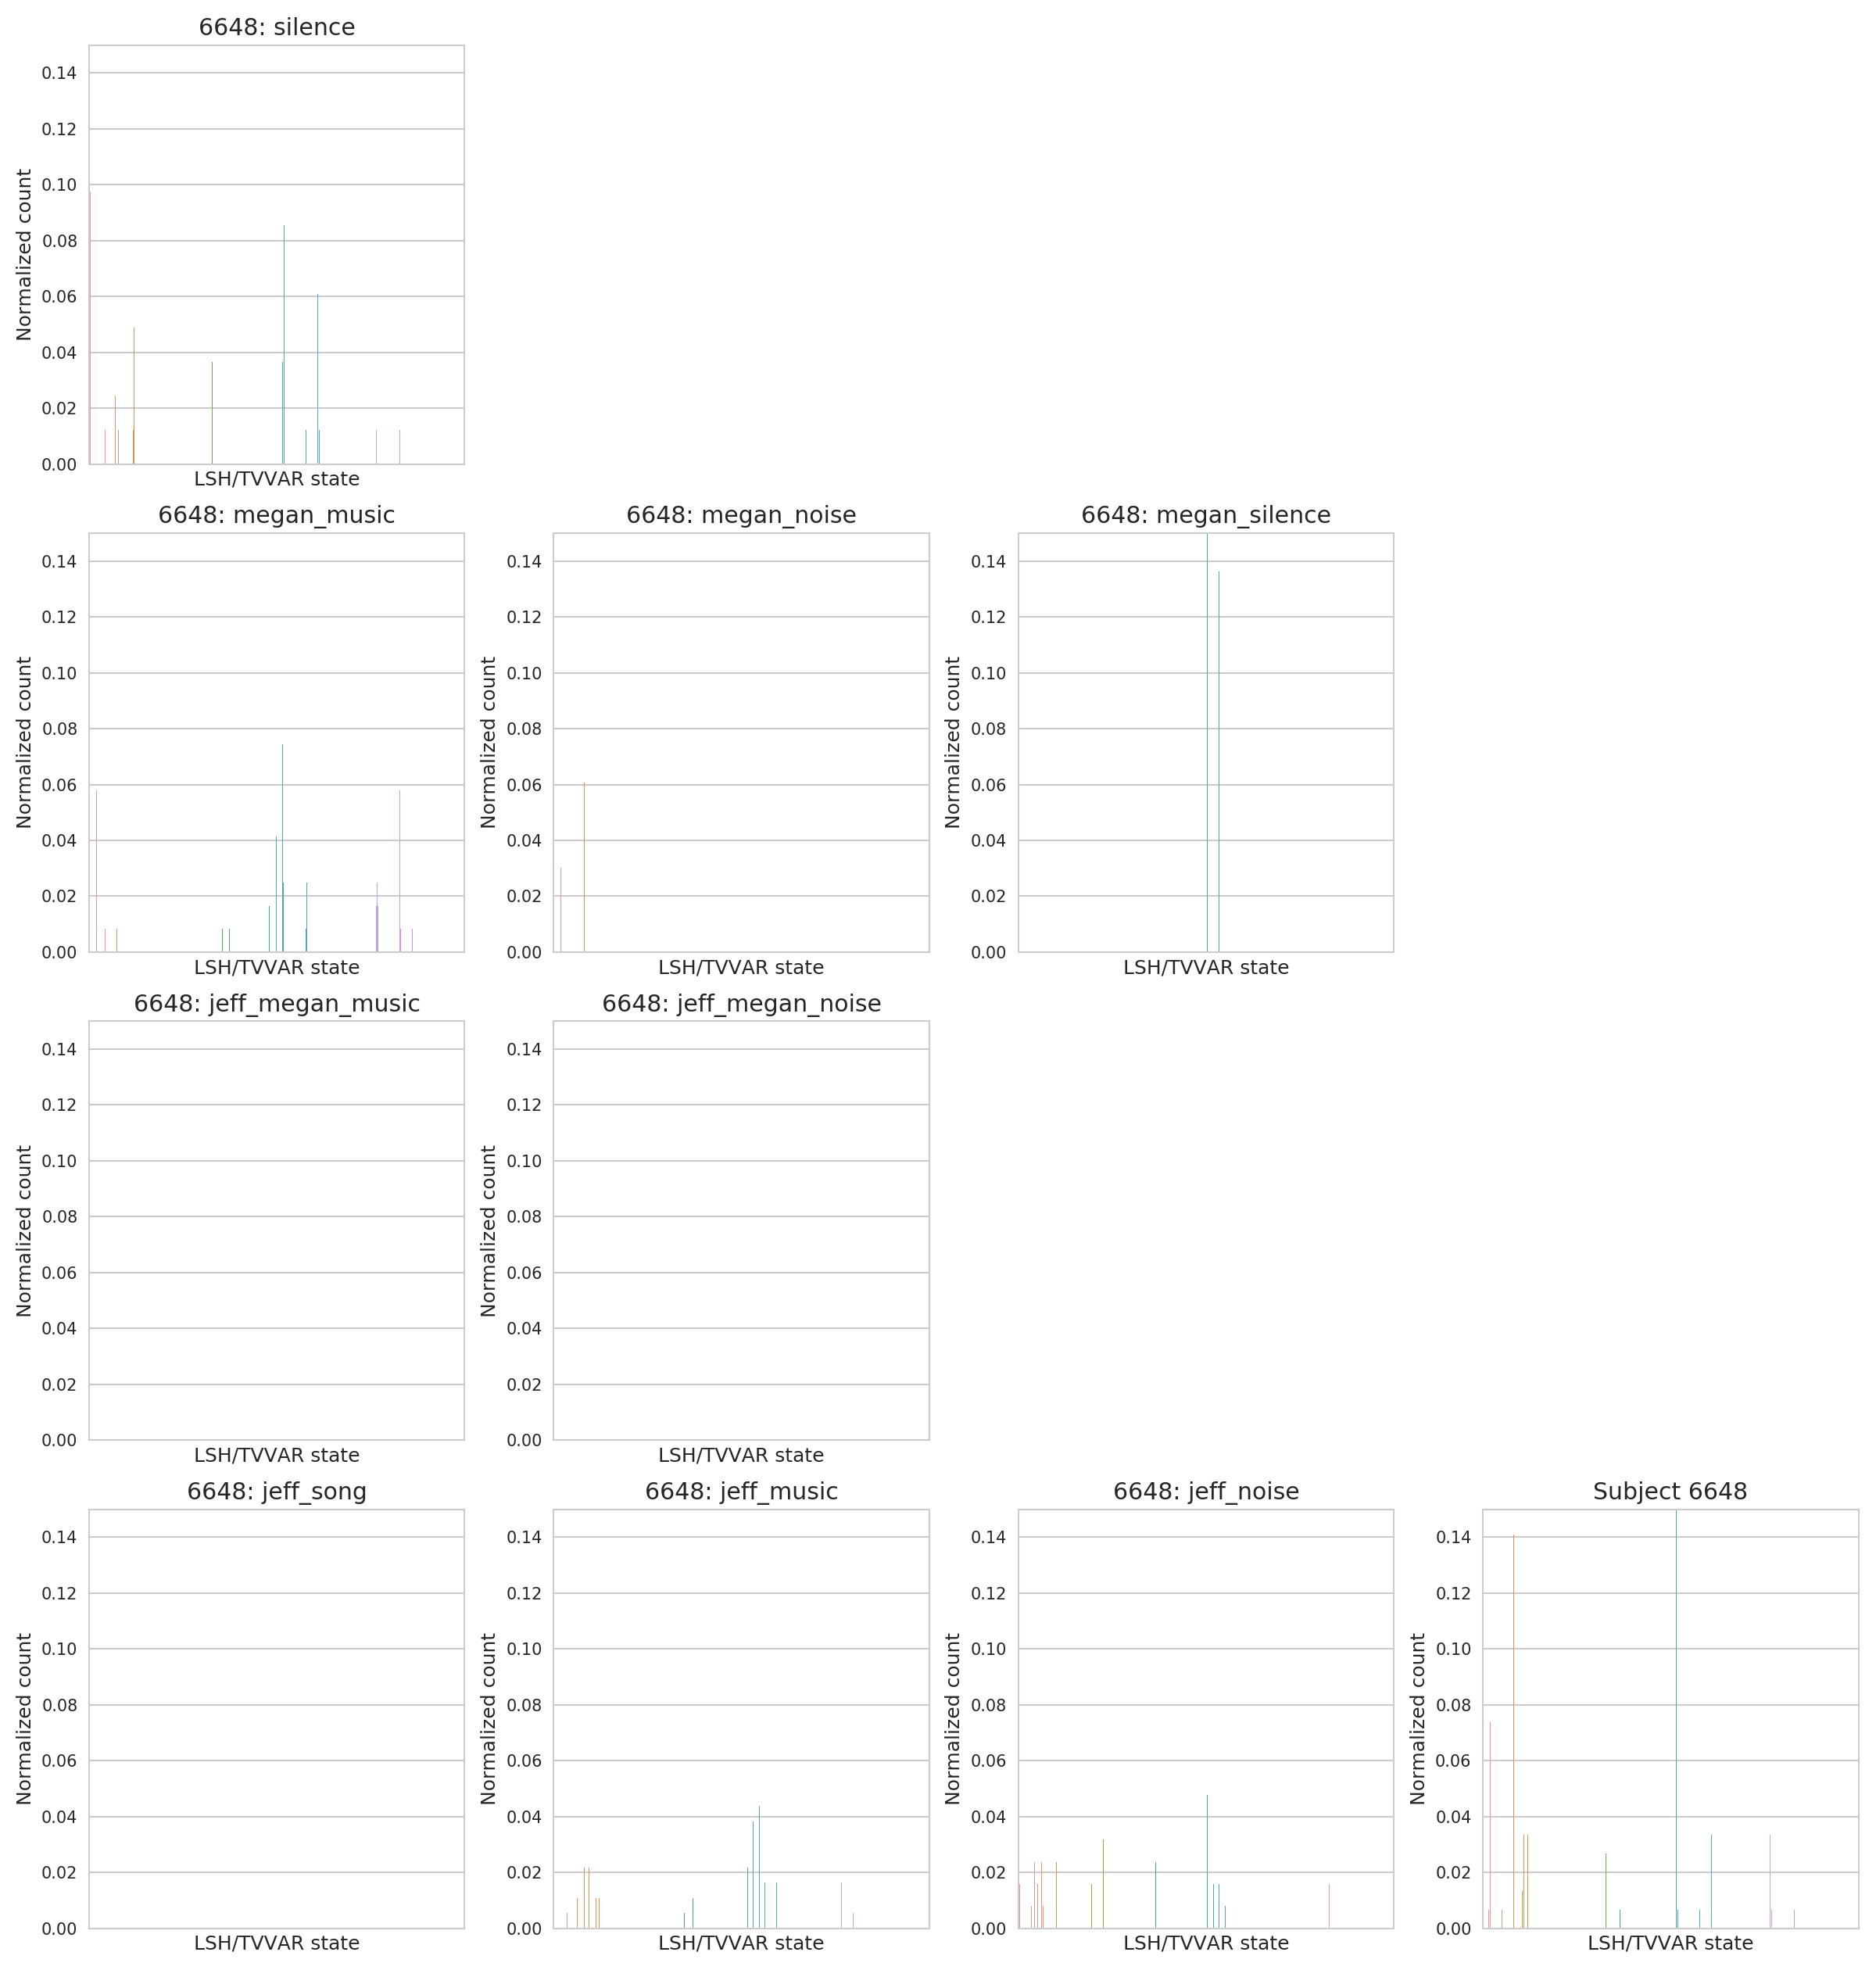 6648: silence
0.14
0.12
0.10
0.08
0.06
0.04
0.02
0.00
Normalized count
LSH/TVVAR state
6648: megan_music
0.14
0.12
0.10
0.08
0.06
0.04
0.02
0.00
Normalized count
LSH/TVVAR state
6648: megan_noise
0.14
0.12
0.10
0.08
0.06
0.04
0.02
0.00
Normalized count
LSH/TVVAR state
6648: megan_silence
0.14
0.12
0.10
0.08
0.06
0.04
0.02
0.00
Normalized count
LSH/TVVAR state
6648: jeff_megan_music
0.14
0.12
0.10
0.08
0.06
0.04
0.02
0.00
Normalized count
LSH/TVVAR state
6648: jeff_megan_noise
0.14
0.12
0.10
0.08
0.06
0.04
0.02
0.00
Normalized count
LSH/TVVAR state
6648: jeff_song
0.14
0.12
0.10
0.08
0.06
0.04
0.02
0.00
Normalized count
LSH/TVVAR state
6648: jeff_music
0.14
0.12
0.10
0.08
0.06
0.04
0.02
0.00
Normalized count
LSH/TVVAR state
6648: jeff_noise
0.14
0.12
0.10
0.08
0.06
0.04
0.02
0.00
Normalized count
LSH/TVVAR state
Subject 6648
0.14
0.12
0.10
0.08
0.06
0.04
0.02
0.00
Normalized count
LSH/TVVAR state